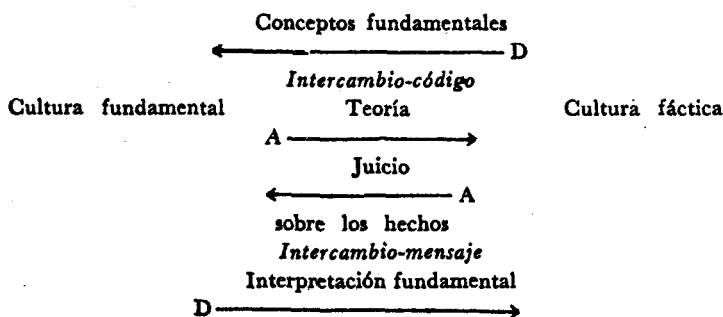 Conceptos fundamentales
D
Intercambio-código
Cultura fundamental Teoría Cultura fáctica
A
Juicio
A
sobre los hechos
Intercambio-mensaje
Interpretación fundamental
D